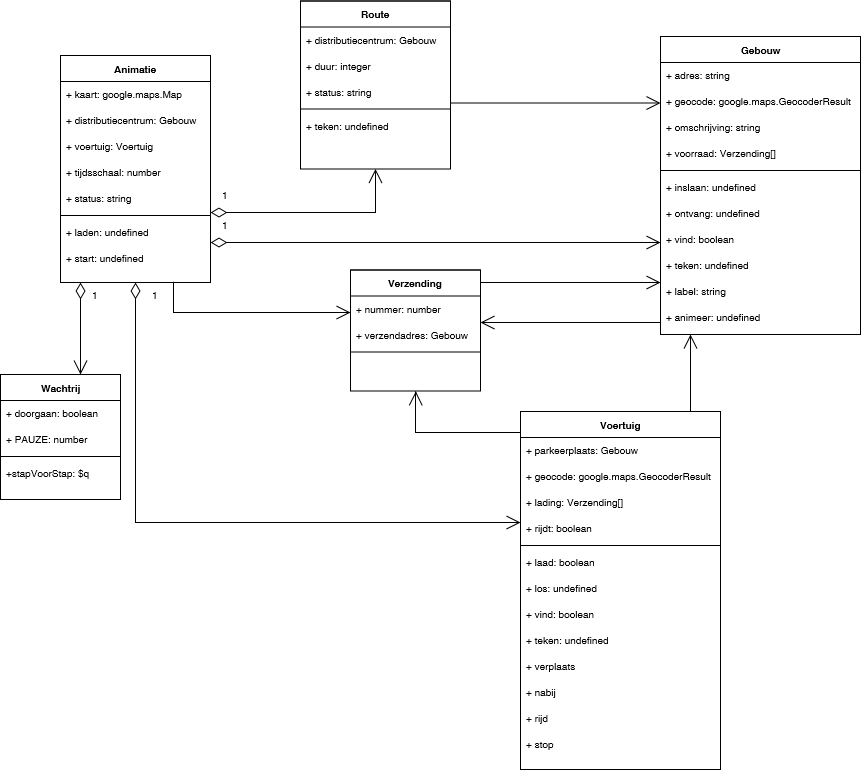 Route
+ distributiecentrum: Gebouw
+ duur: integer
+ status: string
+ teken: undefined
Gebouw
+ adres: string
+ geocode: google.maps.GeocoderResult
+ omschrijving: string
+ voorraad: Verzending[]
+ inslaan: undefined
+ ontvang: undefined
+ vind: boolean
+ teken: undefined
+ label: string
+ animeer: undefined
Animatie
+ kaart: google.maps.Map
+ distributiecentrum: Gebouw
+ voertuig: Voertuig
+ tijdsschaal: number
+ status: string
+ laden: undefined
+ start: undefined
1
1
1
1
Verzending
+ nummer: number
+ verzendadres: Gebouw
Wachtrij
+ doorgaan: boolean
+ PAUZE: number
+stapVoorStap: $q
Voertuig
+ parkeerplaats: Gebouw
+ geocode: google.maps.GeocoderResult
+ lading: Verzending[]
+ rijdt: boolean
+ laad: boolean
+ los: undefined
+ vind: boolean
+ teken: undefined
+ verplaats
+ nabij
+ rijd
+ stop